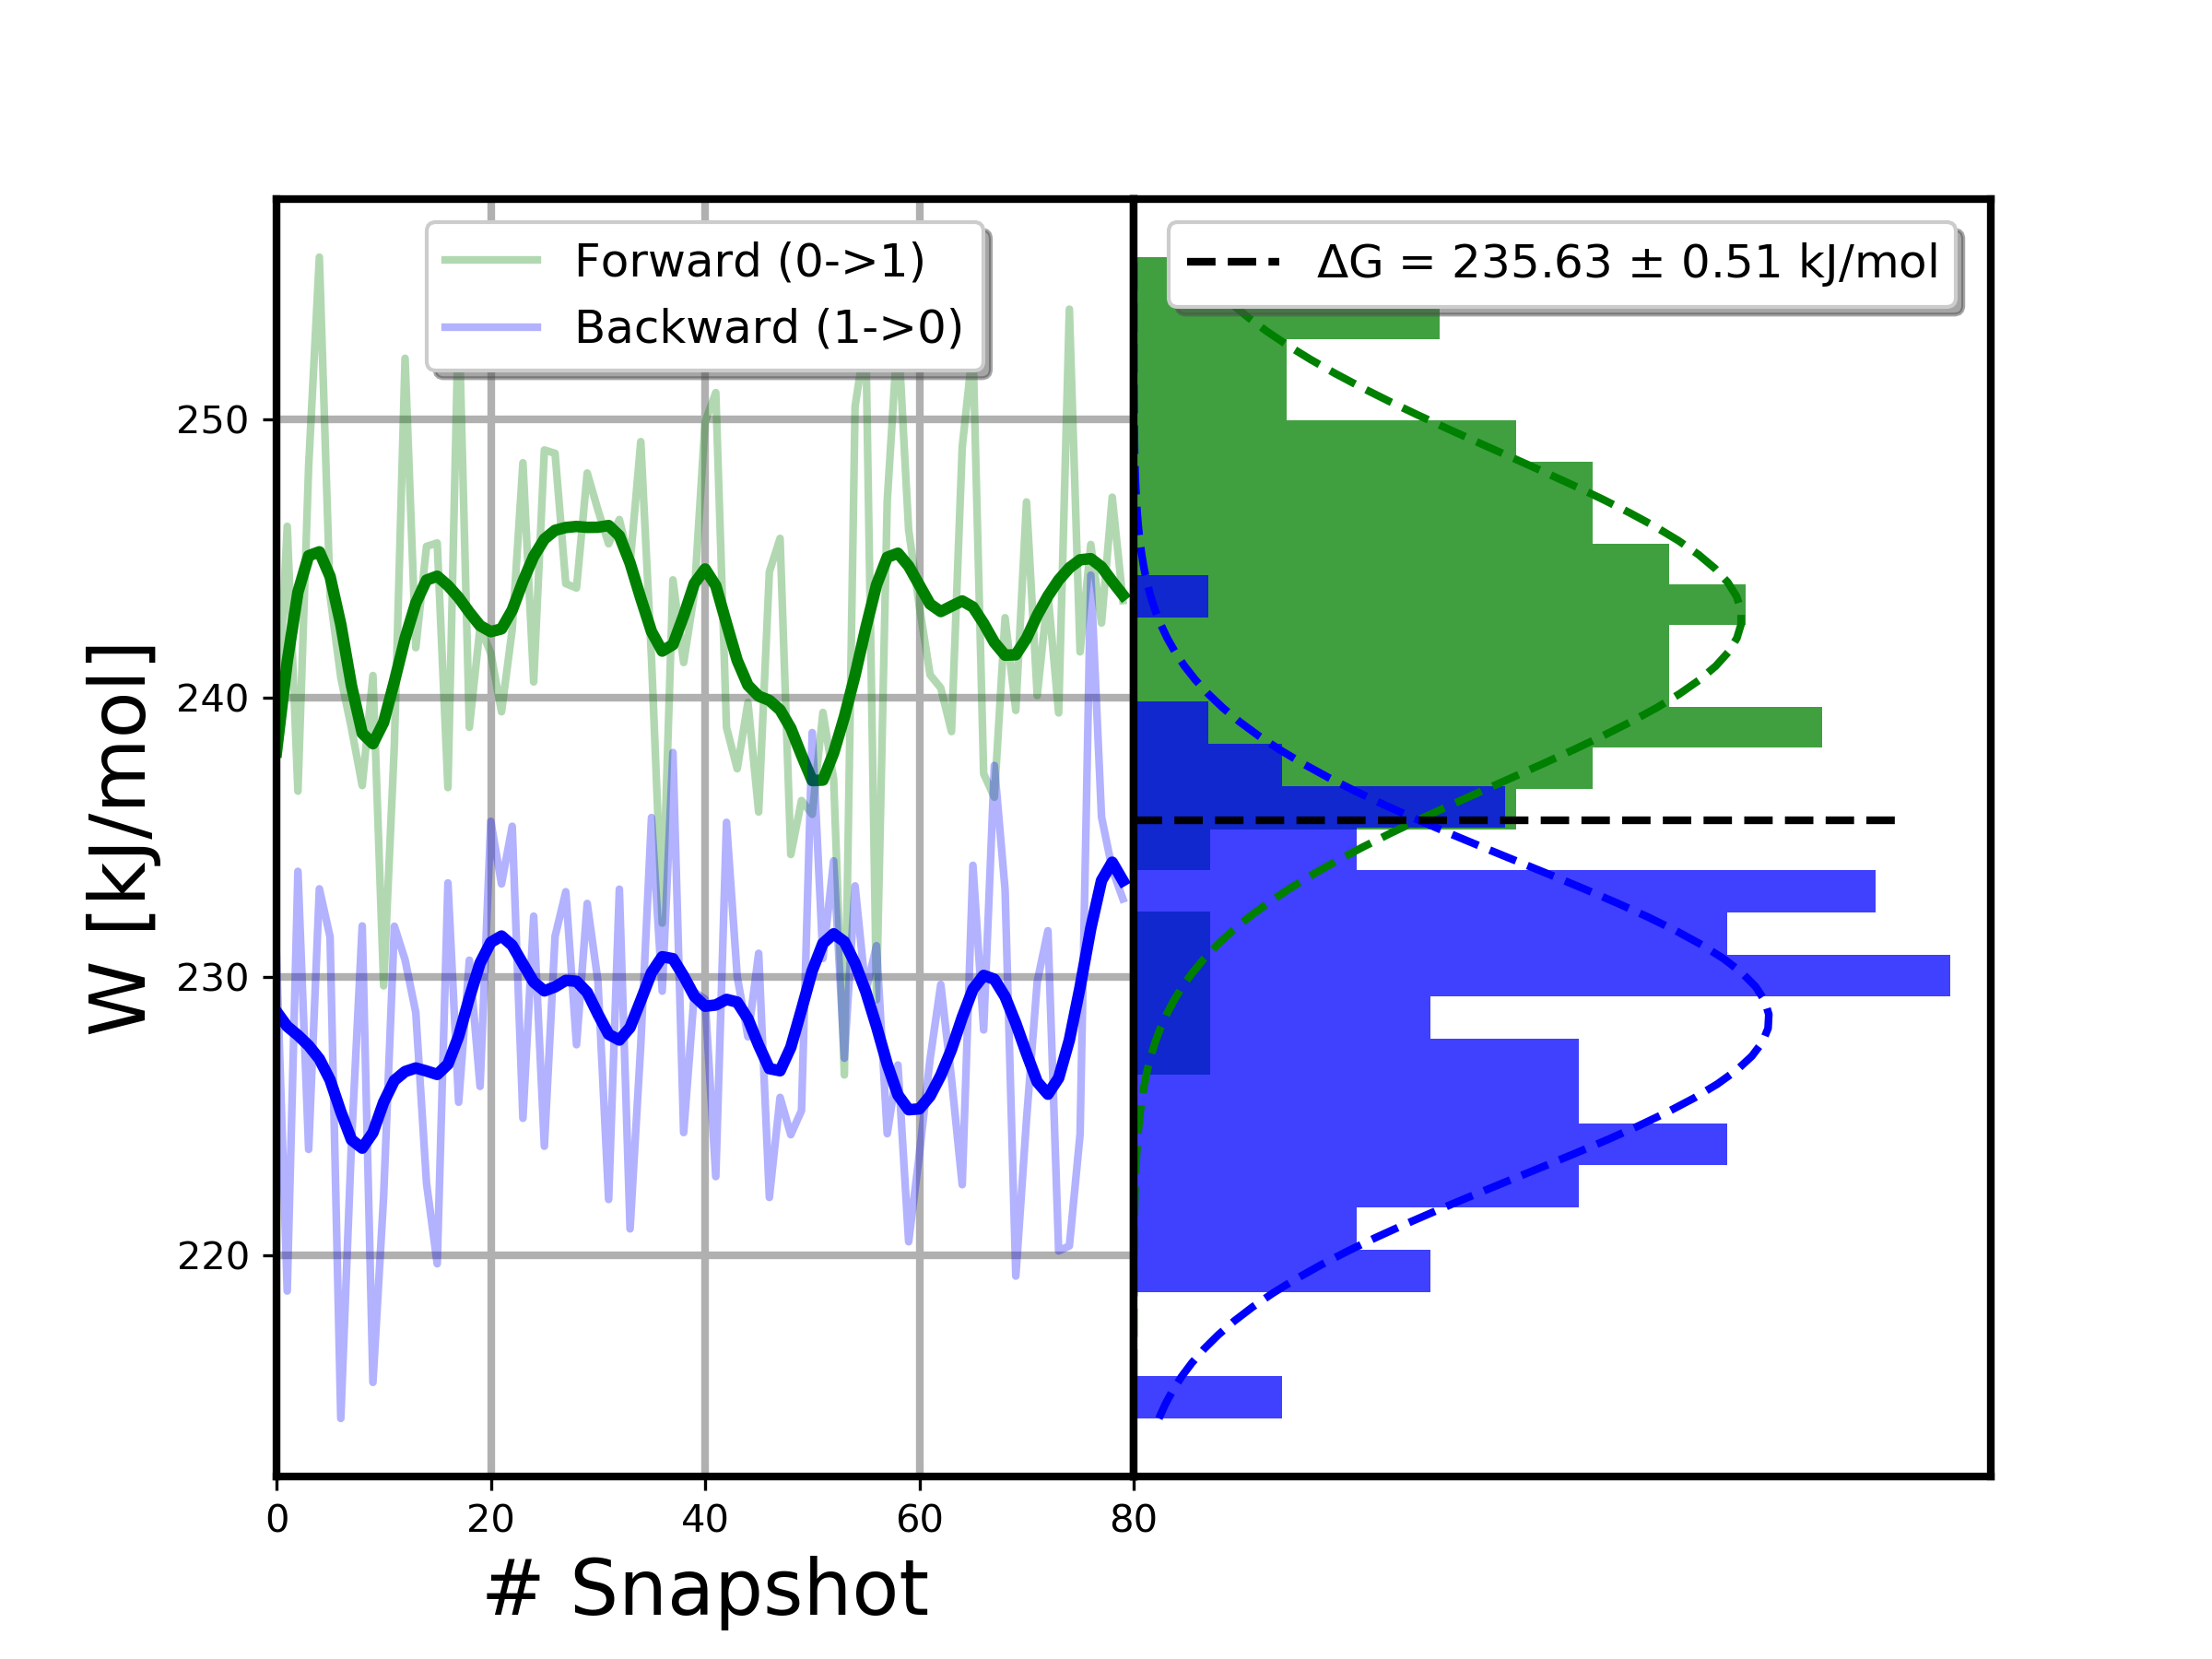 Forward (0->1)
Backward (1->0)
ΔG = 235.63 ± 0.51 kJ/mol
250
240
230
220
W [kJ/mol]
0 20 40 60 80
# Snapshot